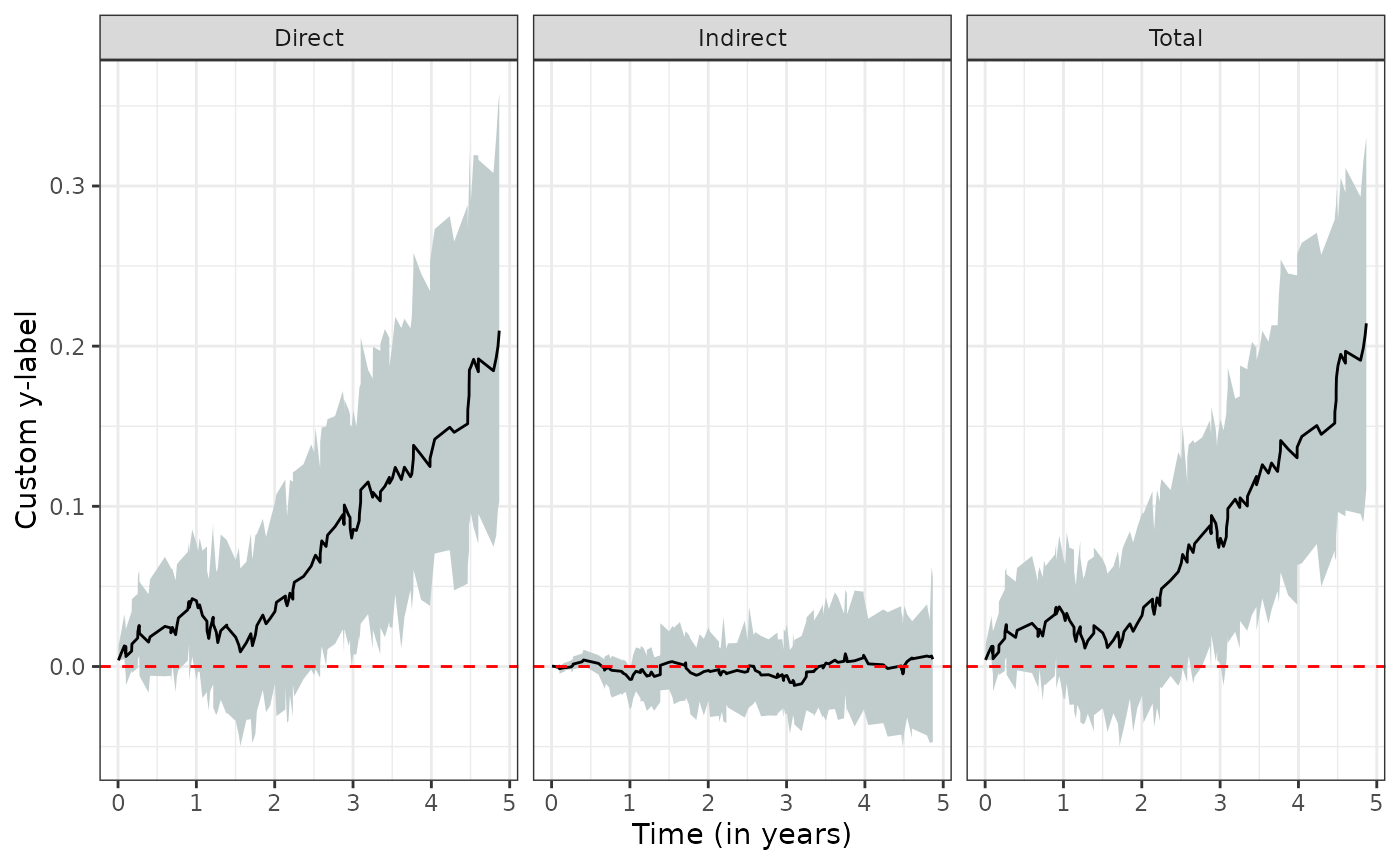 Direct Indirect Total
Custom y-label
0.3
0.2
0.1
0.0
0 1 2 3 4 5 0 1 2 3 4 5 0 1 2 3 4 5
Time (in years)